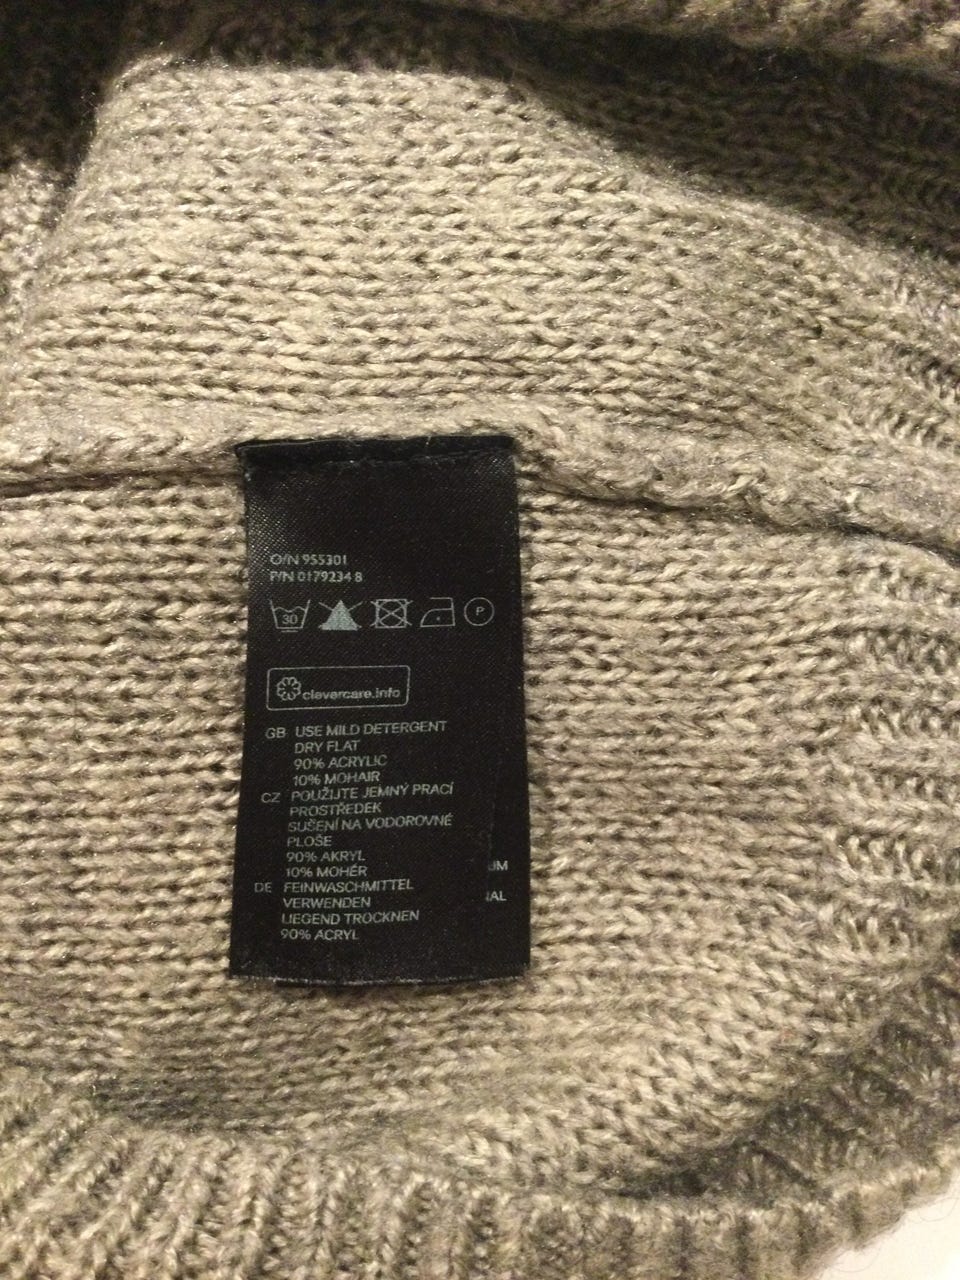 O/N 955301
P/N 0179234 8
30 P
clevercare.info
GB USE MILD DETERGENT
DRY FLAT
90% ACRYLIC
10% MOHAIR
CZ POUŽIJTE JEMNÝ PRACÍ
PROSTŘEDEK
SUŠENÍ NA VODOROVNÉ
PLOŠE
90% AKRYL
10% MOHÉR
DE FEINWASCHMITTEL
VERWENDEN
LIEGEND TROCKNEN
90% ACRYL